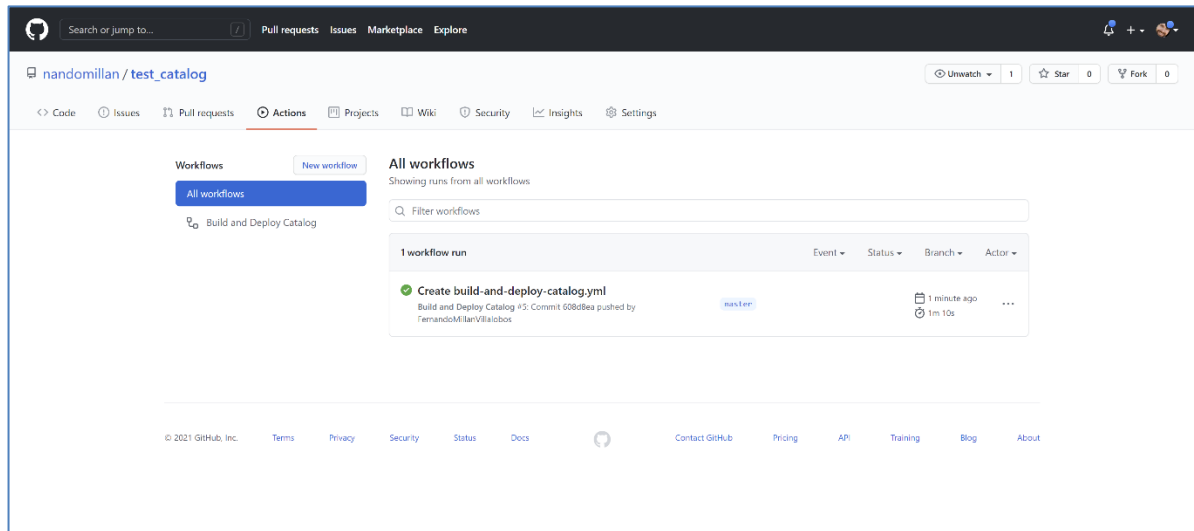 Search or jump to... / Pull requests Issues Marketplace Explore
nandomillan / test_catalog Unwatch 1 Star 0 Fork 0
Code Issues Pull requests Actions Projects Wiki Security Insights Settings
Workflows New workflow
All workflows
Build and Deploy Catalog
All workflows
Showing runs from all workflows
Filter workflows
1 workflow run Event Status Branch Actor
Create build-and-deploy-catalog.yml
Build and Deploy Catalog #5: Commit 608d8ea pushed by
FernandoMillanVillalobos
master
1 minute ago
1m 10s
© 2021 GitHub, Inc. Terms Privacy Security Status Docs Contact GitHub Pricing API Training Blog About